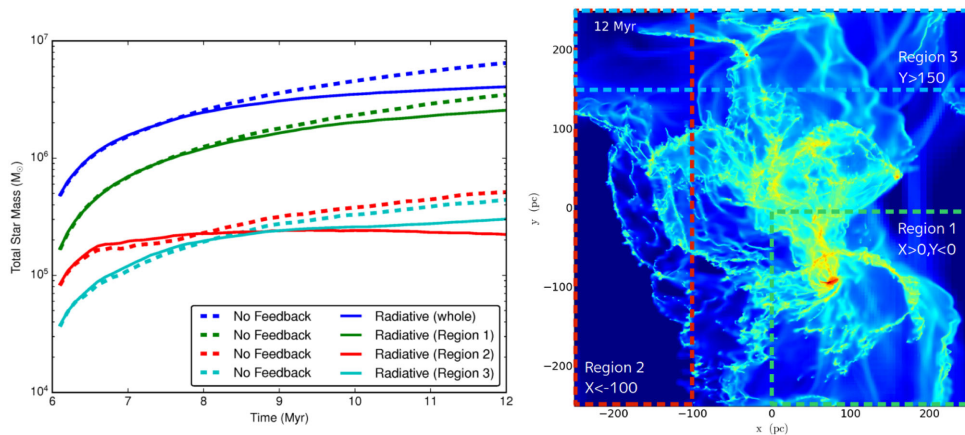 10^7
10^6
10^5
10^4
Total Star Mass (M_⊙)
6 7 8 9 10 11 12
Time (Myr)
No Feedback Radiative (whole)
No Feedback Radiative (Region 1)
No Feedback Radiative (Region 2)
No Feedback Radiative (Region 3)
12 Myr
Region 3
Y>150
Region 1
X>0,Y<0
Region 2
X<-100
200
100
0
−100
−200
y (pc)
−200 −100 0 100 200
x (pc)